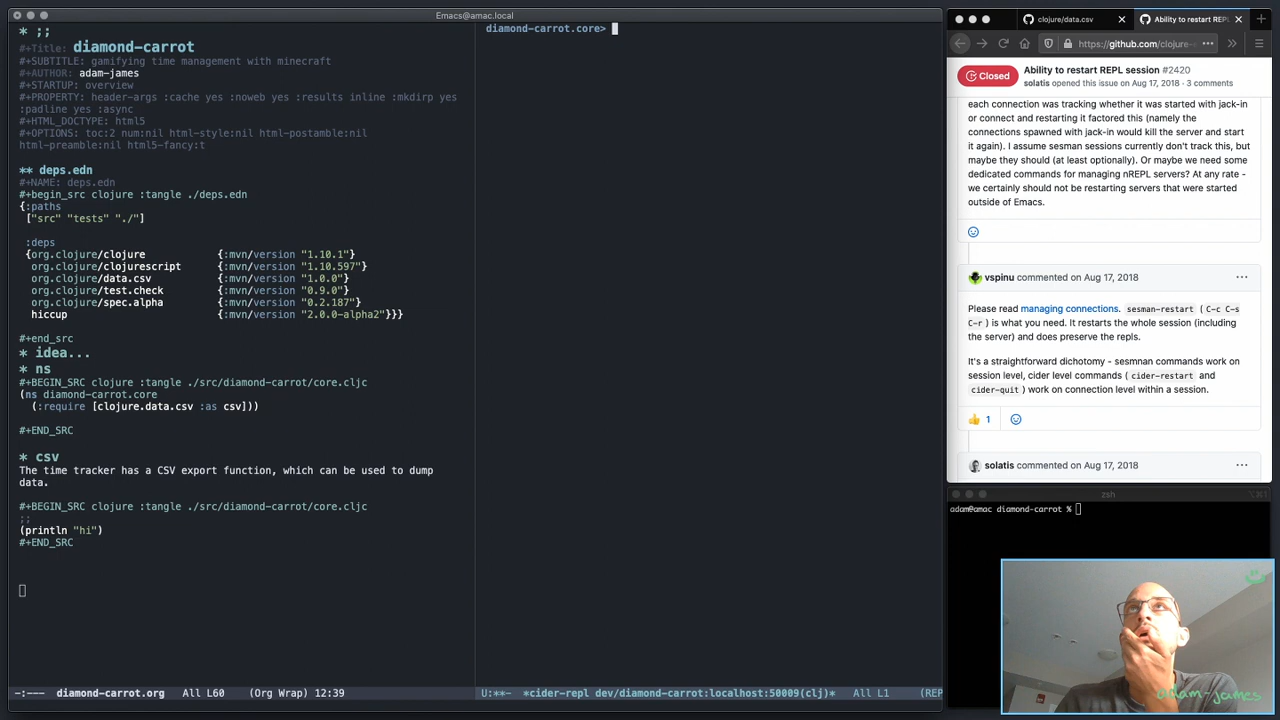 Emacs@amac.local
* ;;
#+Title: diamond-carrot
#+SUBTITLE: gamifying time management with minecraft
#+AUTHOR: adam-james
#+STARTUP: overview
#+PROPERTY: header-args :cache yes :noweb yes :results inline :mkdirp yes
:padline yes :async
#+HTML_DOCTYPE: html5
#+OPTIONS: toc:2 num:nil html-style:nil html-postamble:nil
html-preamble:nil html5-fancy:t
** deps.edn
#+NAME: deps.edn
#+begin_src clojure :tangle ./deps.edn
{:paths
["src" "tests" "./"]
:deps
{org.clojure/clojure {:mvn/version "1.10.1"}
org.clojure/clojurescript {:mvn/version "1.10.597"}
org.clojure/data.csv {:mvn/version "1.0.0"}
org.clojure/test.check {:mvn/version "0.9.0"}
org.clojure/spec.alpha {:mvn/version "0.2.187"}
hiccup {:mvn/version "2.0.0-alpha2"}}}
#+end_src
* idea...
* ns
#+BEGIN_SRC clojure :tangle ./src/diamond-carrot/core.cljc
(ns diamond-carrot.core
(:require [clojure.data.csv :as csv]))
#+END_SRC
* csv
The time tracker has a CSV export function, which can be used to dump
data.
#+BEGIN_SRC clojure :tangle ./src/diamond-carrot/core.cljc
;;
(println "hi")
#+END_SRC
-:--- diamond-carrot.org All L60 (Org Wrap) 12:39
diamond-carrot.core>
U:**- *cider-repl dev/diamond-carrot:localhost:50009(clj)* All L1 (REP
clojure/data.csv
Ability to restart REPL
https://github.com/clojure-
Closed
Ability to restart REPL session #2420
solatis opened this issue on Aug 17, 2018 · 3 comments
each connection was tracking whether it was started with jack-in
or connect and restarting it factored this (namely the
connections spawned with jack-in would kill the server and start
it again). I assume sesman sessions currently don't track this, but
maybe they should (at least optionally). Or maybe we need some
dedicated commands for managing nREPL servers? At any rate -
we certainly should not be restarting servers that were started
outside of Emacs.
vspinu commented on Aug 17, 2018
Please read managing connections. sesman-restart ( C-c C-s
C-r ) is what you need. It restarts the whole session (including
the server) and does preserve the repls.
It's a straightforward dichotomy - sesmnan commands work on
session level, cider level commands ( cider-restart and
cider-quit ) work on connection level within a session.
1
solatis commented on Aug 17, 2018
zsh
adam@amac diamond-carrot %
adam-james